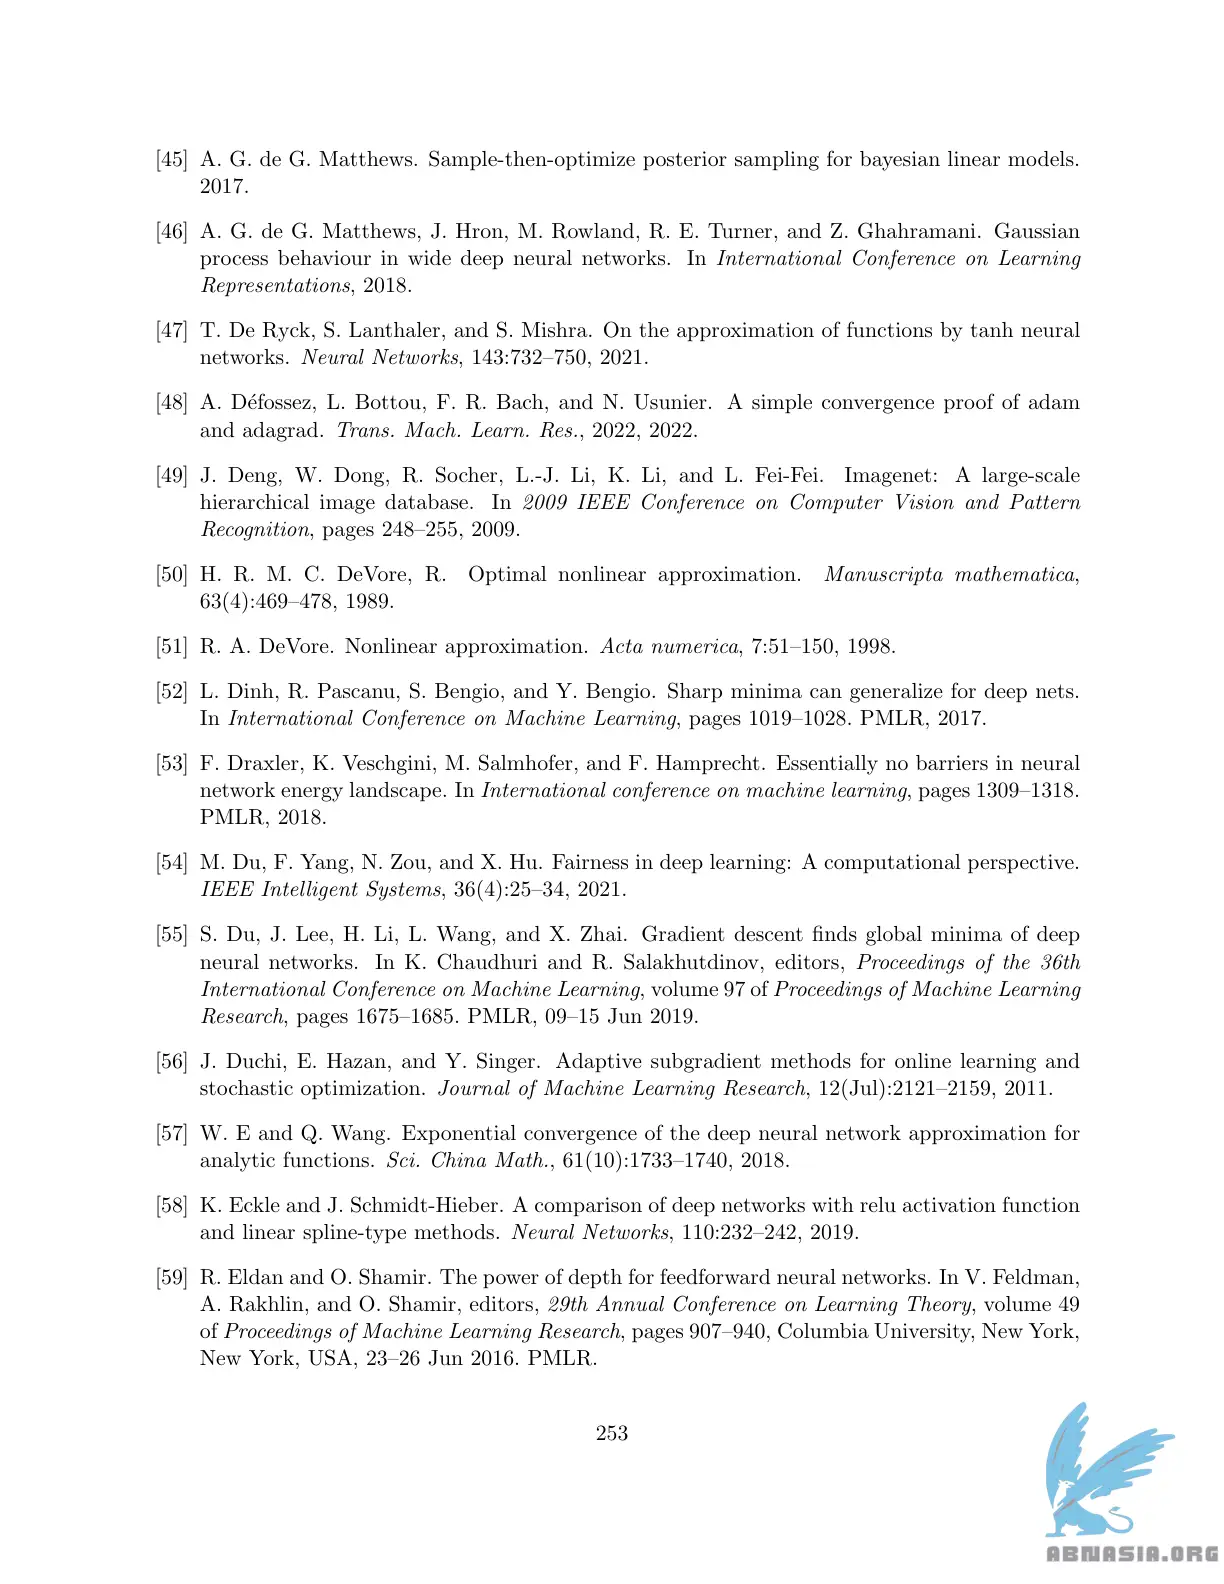 [45] A. G. de G. Matthews. Sample-then-optimize posterior sampling for bayesian linear models.
2017.
[46] A. G. de G. Matthews, J. Hron, M. Rowland, R. E. Turner, and Z. Ghahramani. Gaussian
process behaviour in wide deep neural networks. In International Conference on Learning
Representations, 2018.
[47] T. De Ryck, S. Lanthaler, and S. Mishra. On the approximation of functions by tanh neural
networks. Neural Networks, 143:732–750, 2021.
[48] A. Défossez, L. Bottou, F. R. Bach, and N. Usunier. A simple convergence proof of adam
and adagrad. Trans. Mach. Learn. Res., 2022, 2022.
[49] J. Deng, W. Dong, R. Socher, L.-J. Li, K. Li, and L. Fei-Fei. Imagenet: A large-scale
hierarchical image database. In 2009 IEEE Conference on Computer Vision and Pattern
Recognition, pages 248–255, 2009.
[50] H. R. M. C. DeVore, R. Optimal nonlinear approximation. Manuscripta mathematica,
63(4):469–478, 1989.
[51] R. A. DeVore. Nonlinear approximation. Acta numerica, 7:51–150, 1998.
[52] L. Dinh, R. Pascanu, S. Bengio, and Y. Bengio. Sharp minima can generalize for deep nets.
In International Conference on Machine Learning, pages 1019–1028. PMLR, 2017.
[53] F. Draxler, K. Veschgini, M. Salmhofer, and F. Hamprecht. Essentially no barriers in neural
network energy landscape. In International conference on machine learning, pages 1309–1318.
PMLR, 2018.
[54] M. Du, F. Yang, N. Zou, and X. Hu. Fairness in deep learning: A computational perspective.
IEEE Intelligent Systems, 36(4):25–34, 2021.
[55] S. Du, J. Lee, H. Li, L. Wang, and X. Zhai. Gradient descent finds global minima of deep
neural networks. In K. Chaudhuri and R. Salakhutdinov, editors, Proceedings of the 36th
International Conference on Machine Learning, volume 97 of Proceedings of Machine Learning
Research, pages 1675–1685. PMLR, 09–15 Jun 2019.
[56] J. Duchi, E. Hazan, and Y. Singer. Adaptive subgradient methods for online learning and
stochastic optimization. Journal of Machine Learning Research, 12(Jul):2121–2159, 2011.
[57] W. E and Q. Wang. Exponential convergence of the deep neural network approximation for
analytic functions. Sci. China Math., 61(10):1733–1740, 2018.
[58] K. Eckle and J. Schmidt-Hieber. A comparison of deep networks with relu activation function
and linear spline-type methods. Neural Networks, 110:232–242, 2019.
[59] R. Eldan and O. Shamir. The power of depth for feedforward neural networks. In V. Feldman,
A. Rakhlin, and O. Shamir, editors, 29th Annual Conference on Learning Theory, volume 49
of Proceedings of Machine Learning Research, pages 907–940, Columbia University, New York,
New York, USA, 23–26 Jun 2016. PMLR.
253
ABNASIA.ORG